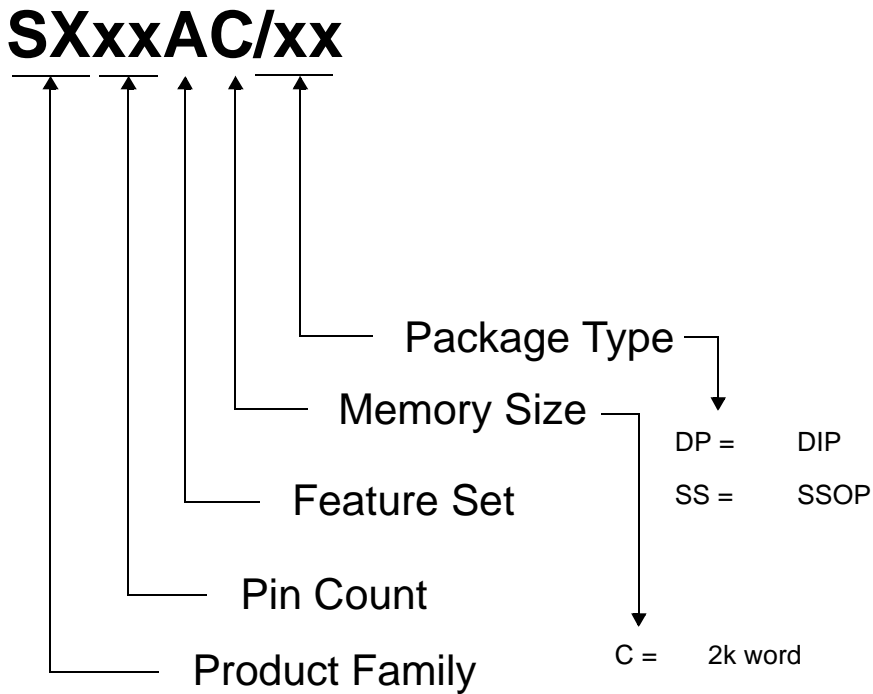 SXxxAC/xx
Package Type
Memory Size
DP = DIP
SS = SSOP
Feature Set
Pin Count
C = 2k word
Product Family